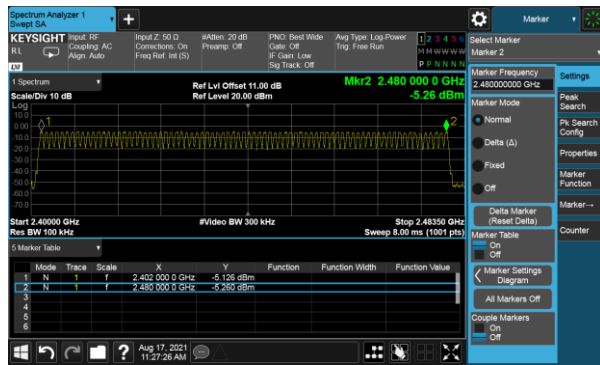 Spectrum Analyzer 1
Swept SA
+
Marker
KEYSIGHT Input: RF
RL Coupling: AC
Align: Auto
LXI
Input Z: 50 Ω
Corrections: On
Freq Ref: Int (S)
#Atten: 20 dB
Preamp: Off
PNO: Best Wide
Gate: Off
IF Gain: Low
Sig Track: Off
Avg Type: Log-Power
Trig: Free Run
1 2 3 4 5 6
M M W W W W
P P N N N N
Select Marker
Marker 2
1 Spectrum
Scale/Div 10 dB
Ref Lvl Offset 11.00 dB
Ref Level 20.00 dBm
Mkr2 2.480 000 0 GHz
-5.26 dBm
Log
10.0
0.00
-10.0
-20.0
-30.0
-40.0
-50.0
-60.0
-70.0
1
2
Start 2.40000 GHz
Res BW 100 kHz
#Video BW 300 kHz
Stop 2.48350 GHz
Sweep 8.00 ms (1001 pts)
5 Marker Table
Mode Trace Scale X Y Function Function Width Function Value
1 N 1 f 2.402 000 0 GHz -5.126 dBm
2 N 1 f 2.480 000 0 GHz -5.260 dBm
3
4
5
6
Marker Frequency
2.480000000 GHz
Marker Mode
Normal
Delta (Δ)
Fixed
Off
Delta Marker
(Reset Delta)
Marker Table
On
Off
Marker Settings
Diagram
All Markers Off
Couple Markers
On
Off
Settings
Peak
Search
Pk Search
Config
Properties
Marker
Function
Marker→
Counter
?
Aug 17, 2021
11:27:26 AM